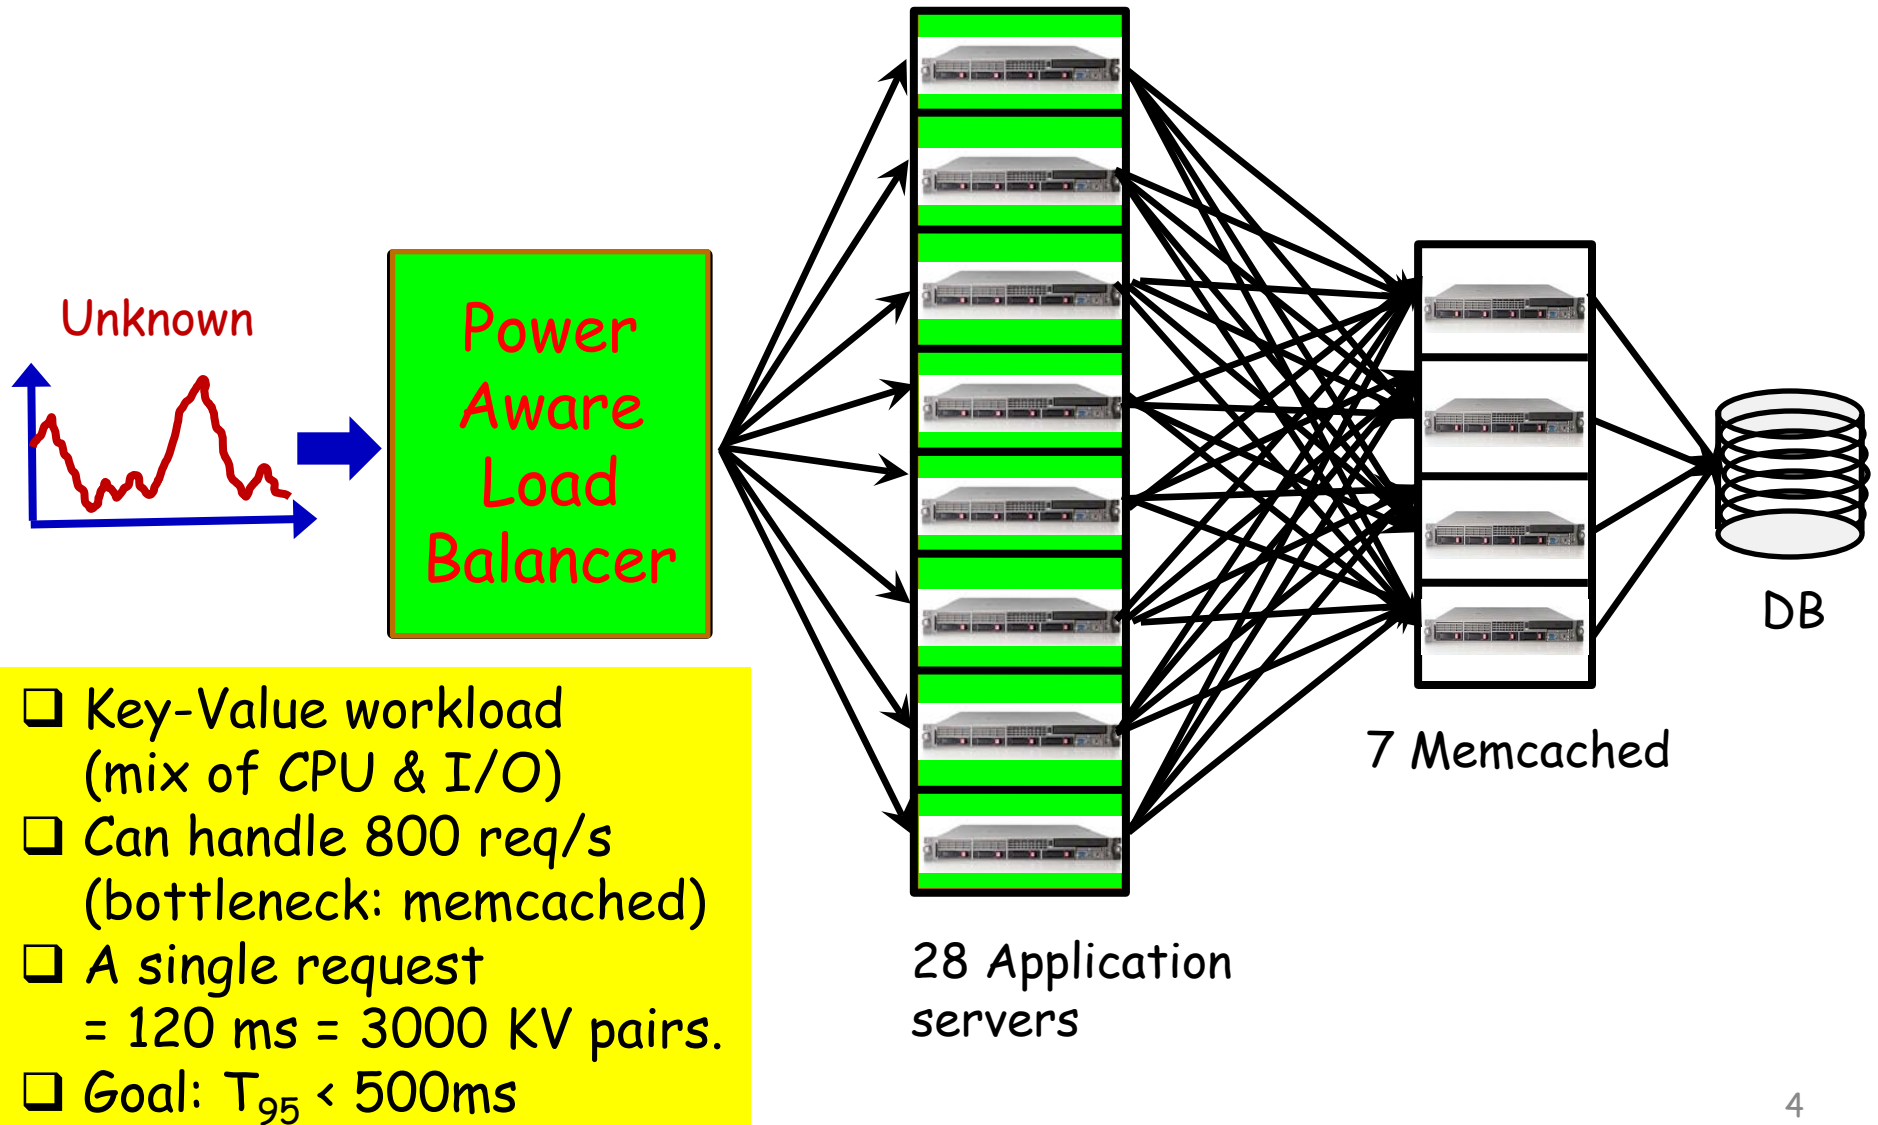 Unknown
Power
Aware
Load
Balancer
DB
7 Memcached
28 Application
servers
❑ Key-Value workload
(mix of CPU & I/O)
❑ Can handle 800 req/s
(bottleneck: memcached)
❑ A single request
= 120 ms = 3000 KV pairs.
❑ Goal: T95 < 500ms
4